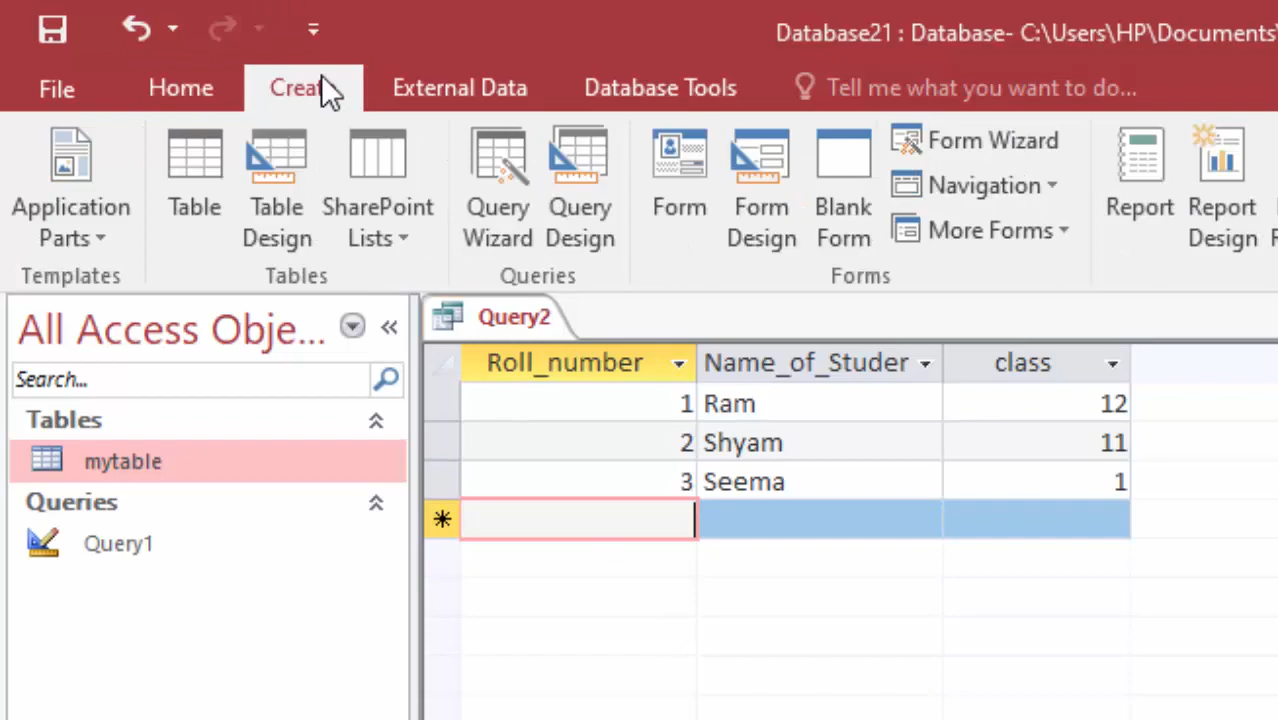 Database21 : Database- C:\Users\HP\Documents\
File Home Creat External Data Database Tools Tell me what you want to do...
Application Parts
Table
Table Design
SharePoint Lists
Query Wizard
Query Design
Form
Form Design
Blank Form
Form Wizard
Navigation
More Forms
Report
Report Design
Templates Tables Queries Forms
All Access Obje...
Search...
Tables
mytable
Queries
Query1
Query2
Roll_number Name_of_Studer class
1 Ram 12
2 Shyam 11
3 Seema 1